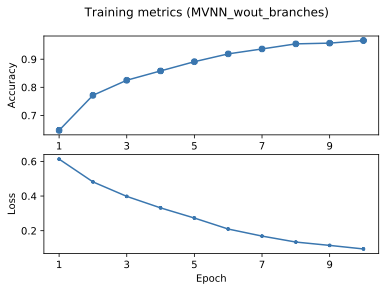 Training metrics (MVNN_wout_branches)
Accuracy
0.9
0.8
0.7
1 3 5 7 9
Loss
0.6
0.4
0.2
1 3 5 7 9
Epoch